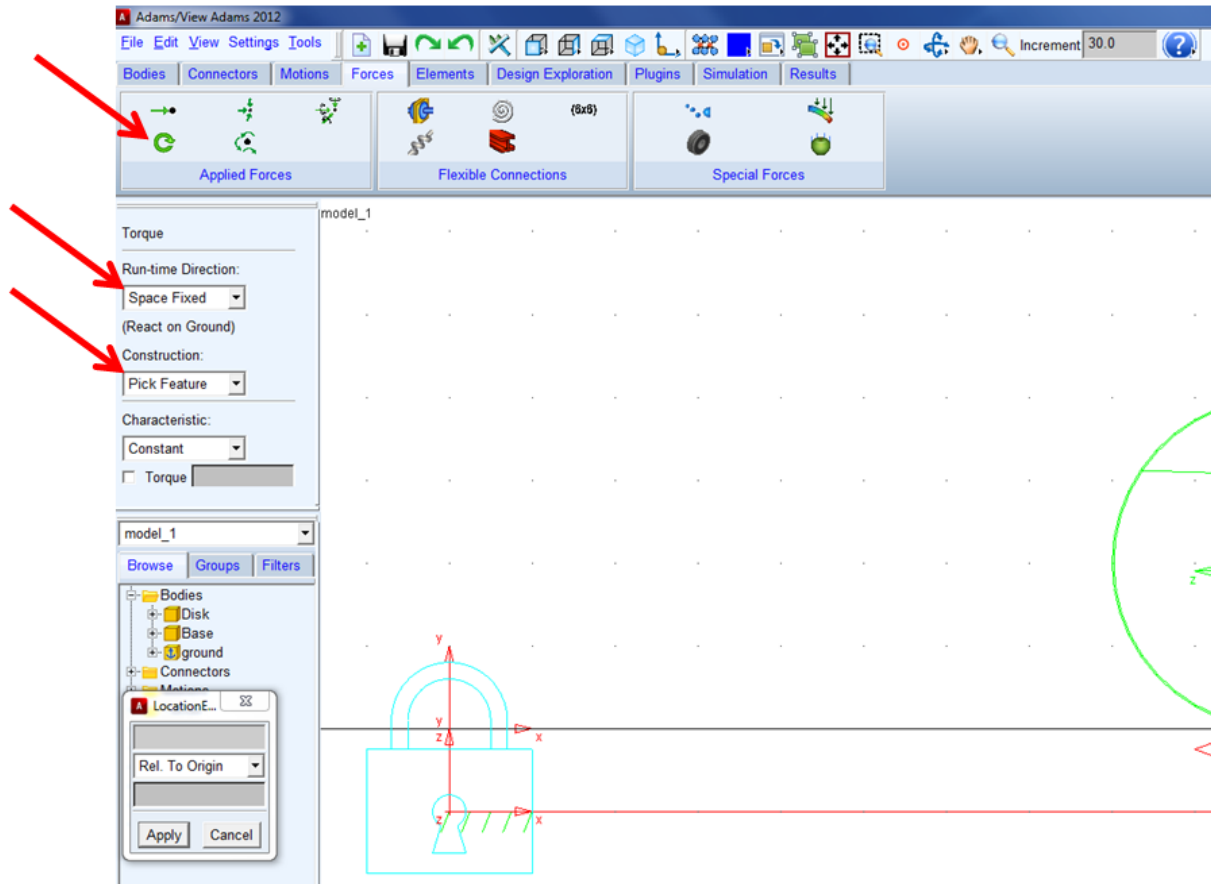 Adams/View Adams 2012
File Edit View Settings Tools
Increment 30.0
Bodies Connectors Motions Forces Elements Design Exploration Plugins Simulation Results
{6x6}
Applied Forces Flexible Connections Special Forces
model_1
Torque
Run-time Direction:
Space Fixed
(React on Ground)
Construction:
Pick Feature
Characteristic:
Constant
Torque
model_1
Browse Groups Filters
Bodies
Disk
Base
ground
Connectors
Motions
LocationE...
Rel. To Origin
Apply Cancel
y
y
z x
z x
z